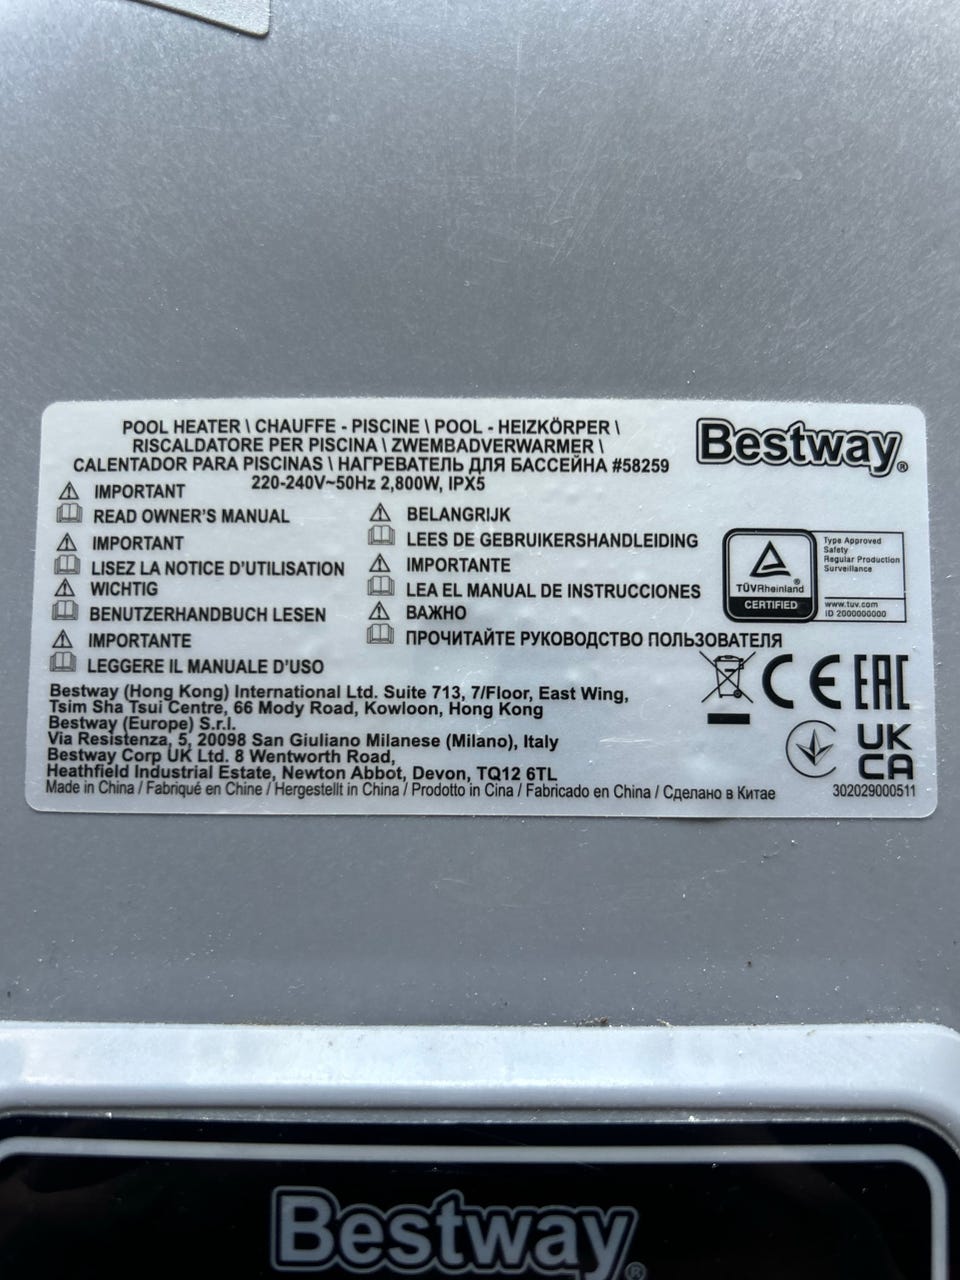 POOL HEATER \ CHAUFFE - PISCINE \ POOL - HEIZKÖRPER \
RISCALDATORE PER PISCINA \ ZWEMBADVERWARMER \
CALENTADOR PARA PISCINAS \ НАГРЕВАТЕЛЬ ДЛЯ БАССЕЙНА #58259
220-240V~50Hz 2,800W, IPX5
Bestway®
IMPORTANT
READ OWNER'S MANUAL
IMPORTANT
LISEZ LA NOTICE D'UTILISATION
WICHTIG
BENUTZERHANDBUCH LESEN
IMPORTANTE
LEGGERE IL MANUALE D'USO
BELANGRIJK
LEES DE GEBRUIKERSHANDLEIDING
IMPORTANTE
LEA EL MANUAL DE INSTRUCCIONES
ВАЖНО
ПРОЧИТАЙТЕ РУКОВОДСТВО ПОЛЬЗОВАТЕЛЯ
TÜVRheinland®
CERTIFIED
Type Approved
Safety
Regular Production
Surveillance
www.tuv.com
ID 2000000000
CE EAC
UK
CA
Bestway (Hong Kong) International Ltd. Suite 713, 7/Floor, East Wing,
Tsim Sha Tsui Centre, 66 Mody Road, Kowloon, Hong Kong
Bestway (Europe) S.r.l.
Via Resistenza, 5, 20098 San Giuliano Milanese (Milano), Italy
Bestway Corp UK Ltd. 8 Wentworth Road,
Heathfield Industrial Estate, Newton Abbot, Devon, TQ12 6TL
Made in China / Fabriqué en Chine / Hergestellt in China / Prodotto in Cina / Fabricado en China / Сделано в Китае
302029000511
Bestway®